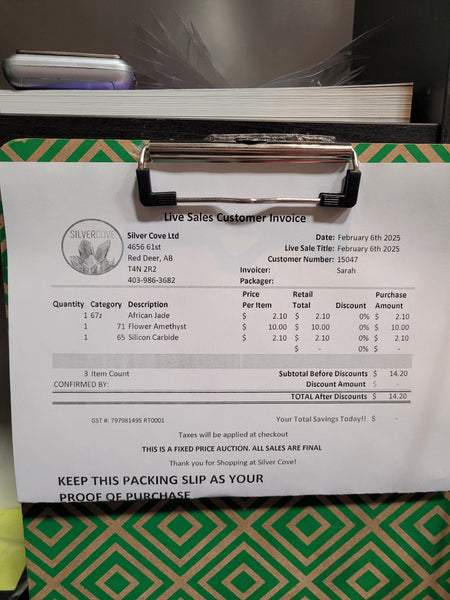 Live Sales Customer Invoice
SILVERCOVE
Silver Cove Ltd
4656 61st
Red Deer, AB
T4N 2R2
403-986-3682
Date: February 6th 2025
Live Sale Title: February 6th 2025
Customer Number: 15047
Invoicer: Sarah
Packager:
Quantity Category Description Price Per Item Retail Total Discount Purchase Amount
1 67z African Jade $ 2.10 $ 2.10 0% $ 2.10
1 71 Flower Amethyst $ 10.00 $ 10.00 0% $ 10.00
1 65 Silicon Carbide $ 2.10 $ 2.10 0% $ 2.10
$ - 0% $ -
3 Item Count Subtotal Before Discounts $ 14.20
CONFIRMED BY: Discount Amount $ -
TOTAL After Discounts $ 14.20
GST #: 797981495 RT0001 Your Total Savings Today!! $ -
Taxes will be applied at checkout
THIS IS A FIXED PRICE AUCTION. ALL SALES ARE FINAL
Thank you for Shopping at Silver Cove!
KEEP THIS PACKING SLIP AS YOUR
PROOF OF PURCHASE